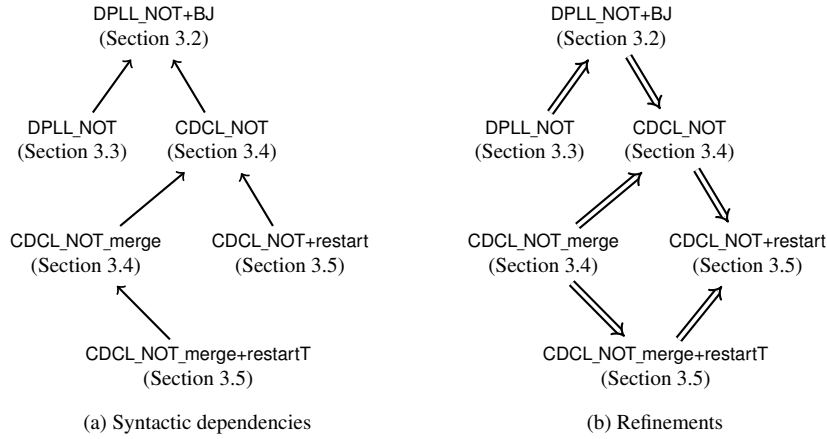 DPLL_NOT+BJ
(Section 3.2)
DPLL_NOT
(Section 3.3)
CDCL_NOT
(Section 3.4)
CDCL_NOT_merge
(Section 3.4)
CDCL_NOT+restart
(Section 3.5)
CDCL_NOT_merge+restartT
(Section 3.5)
(a) Syntactic dependencies
DPLL_NOT+BJ
(Section 3.2)
DPLL_NOT
(Section 3.3)
CDCL_NOT
(Section 3.4)
CDCL_NOT_merge
(Section 3.4)
CDCL_NOT+restart
(Section 3.5)
CDCL_NOT_merge+restartT
(Section 3.5)
(b) Refinements